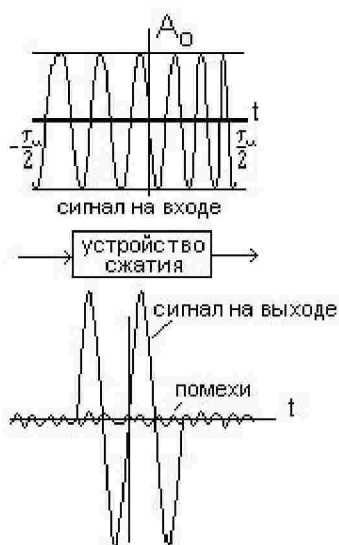 A₀
t
-τи/2
τи/2
сигнал на входе
устройство
сжатия
сигнал на выходе
помехи
t